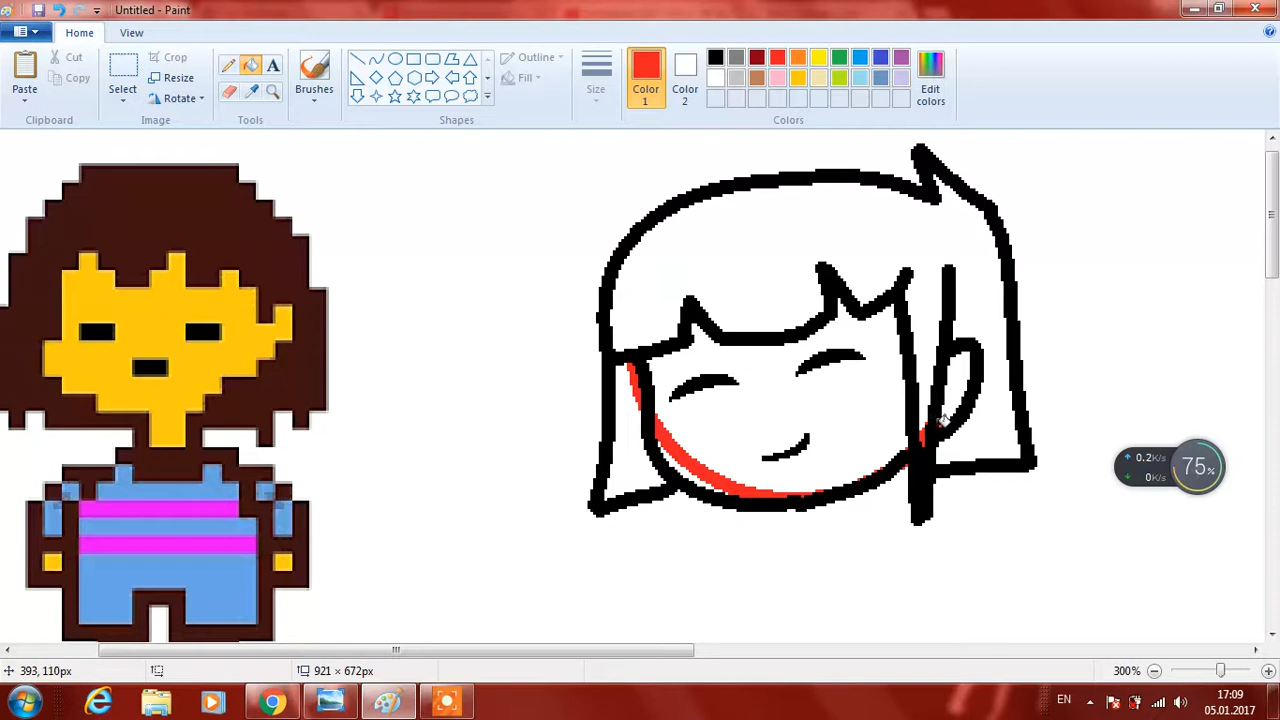 Untitled - Paint
Home View
Paste
Cut
Copy
Clipboard
Select
Crop
Resize
Rotate
Image
Tools
Brushes
Outline
Fill
Shapes
Size
Color 1
Color 2
Edit colors
Colors
0.2K/s
0K/s
75%
393, 110px
921 × 672px
300%
EN
17:09
05.01.2017